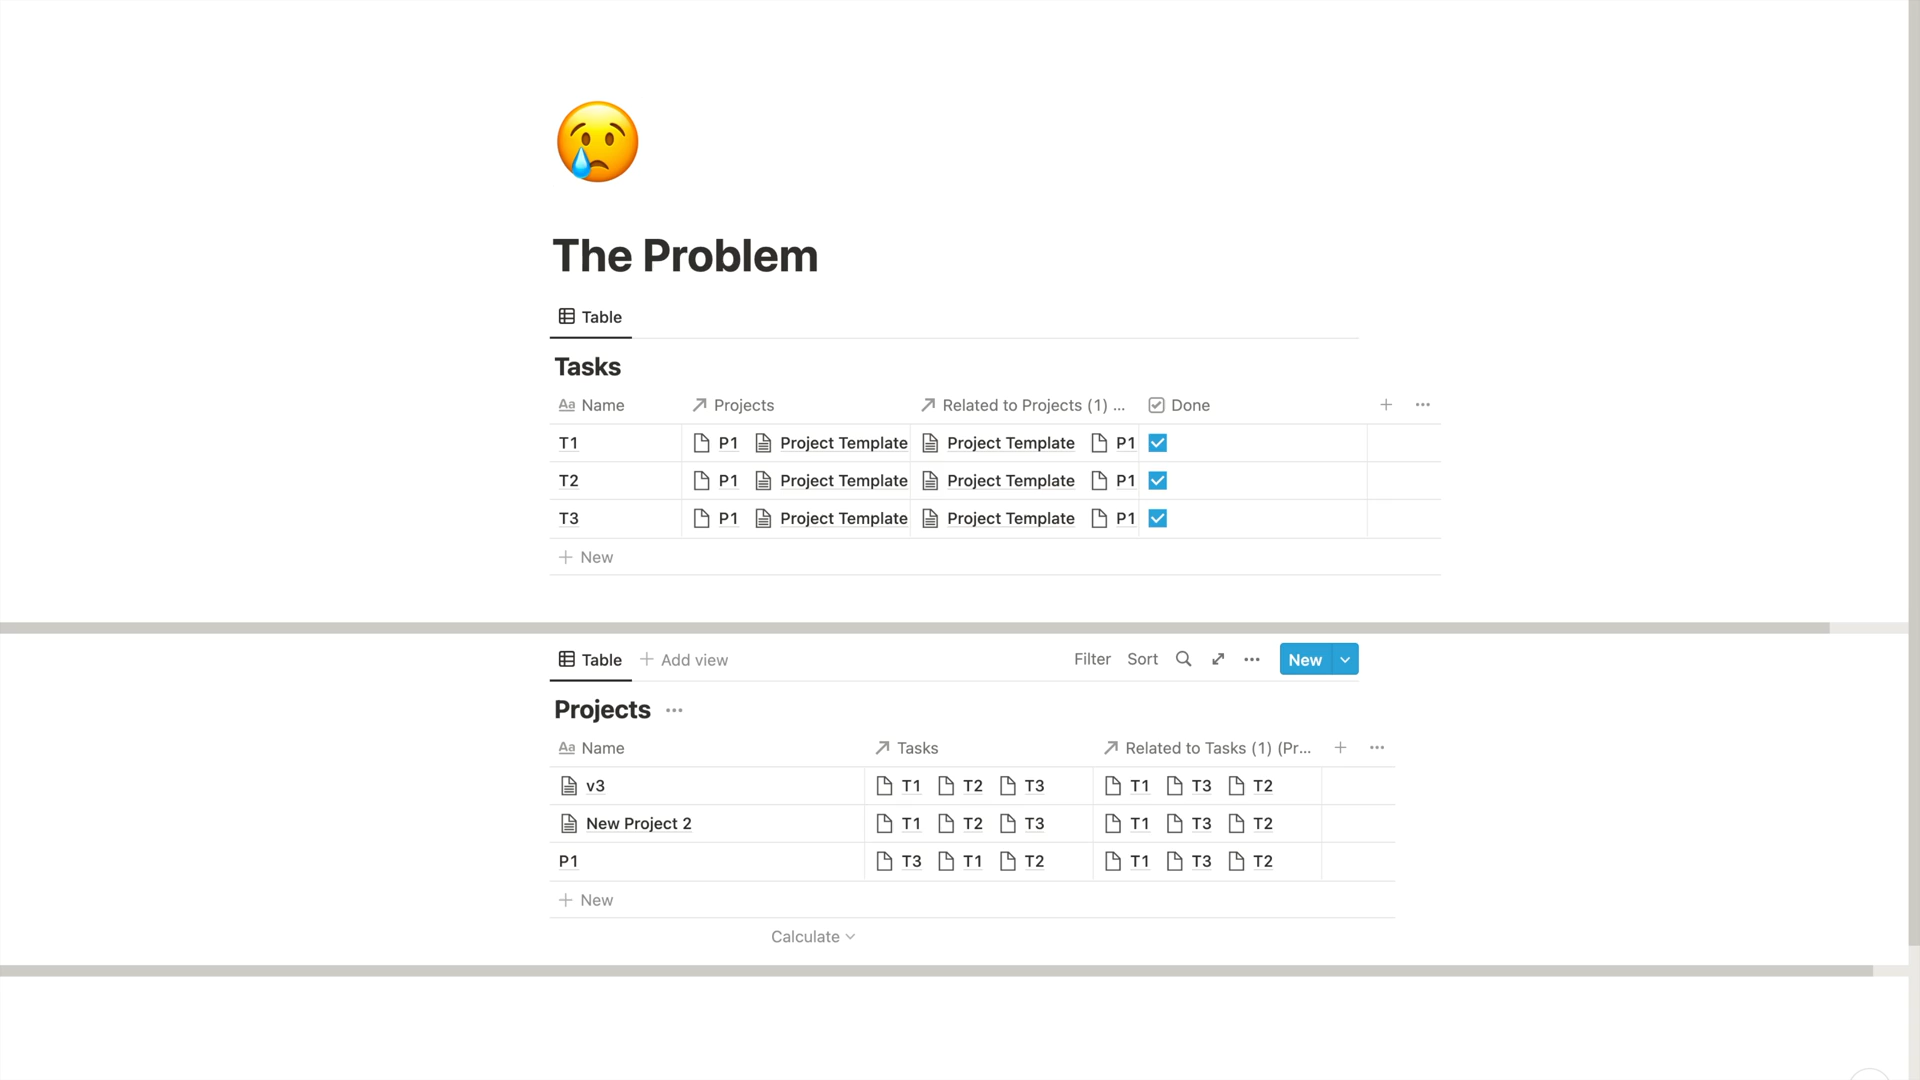 The Problem
Table
Tasks
Aa Name Projects Related to Projects (1) ... Done
T1 P1 Project Template Project Template P1
T2 P1 Project Template Project Template P1
T3 P1 Project Template Project Template P1
New
Table Add view Filter Sort New
Projects
Aa Name Tasks Related to Tasks (1) (Pr...
v3 T1 T2 T3 T1 T3 T2
New Project 2 T1 T2 T3 T1 T3 T2
P1 T3 T1 T2 T1 T3 T2
New
Calculate